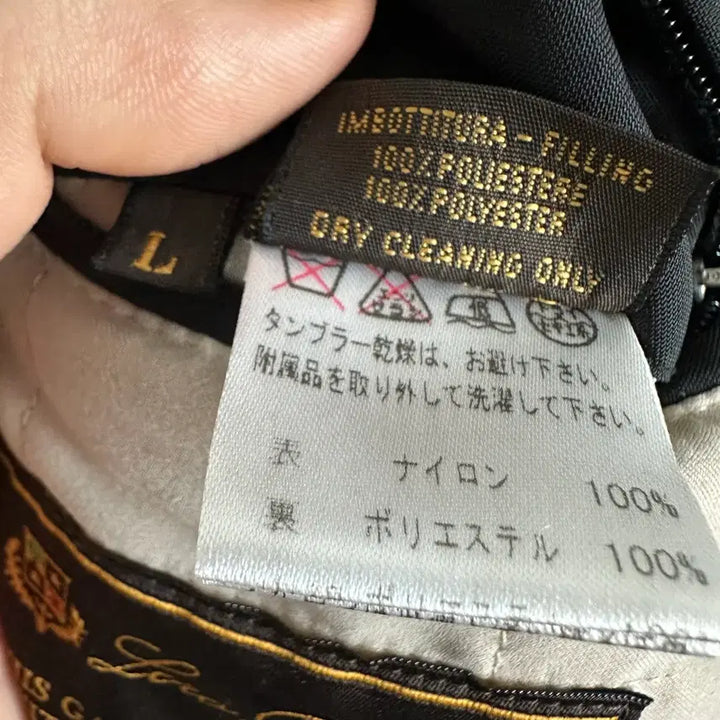 IMBOTTITURA - FILLING
100% POLIESTERE
100% POLYESTER
DRY CLEANING ONLY
L
タンブラー乾燥は、お避け下さい。
附属品を取り外して洗濯して下さい。
表 ナイロン 100%
裏 ポリエステル 100%